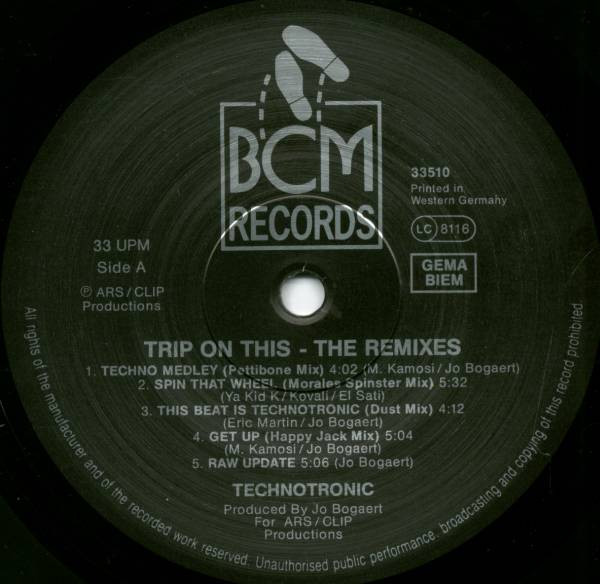 BCM
RECORDS
33510
Printed in
Western Germahy
LC 8116
GEMA
BIEM
33 UPM
Side A
Ⓟ ARS/CLIP
Productions
TRIP ON THIS - THE REMIXES
1. TECHNO MEDLEY (Pettibone Mix) 4:02 (M. Kamosi/Jo Bogaert)
2. SPIN THAT WHEEL (Morales Spinster Mix) 5:32
(Ya Kid K/Kovali/El Sati)
3. THIS BEAT IS TECHNOTRONIC (Dust Mix) 4:12
(Eric Martin/Jo Bogaert)
4. GET UP (Happy Jack Mix) 5:04
(M. Kamosi/Jo Bogaert)
5. RAW UPDATE 5:06 (Jo Bogaert)
TECHNOTRONIC
Produced By Jo Bogaert
For ARS/CLIP
Productions
All rights of the manufacturer and of the recorded work reserved. Unauthorised public performance, broadcasting and copying of this record prohibited.